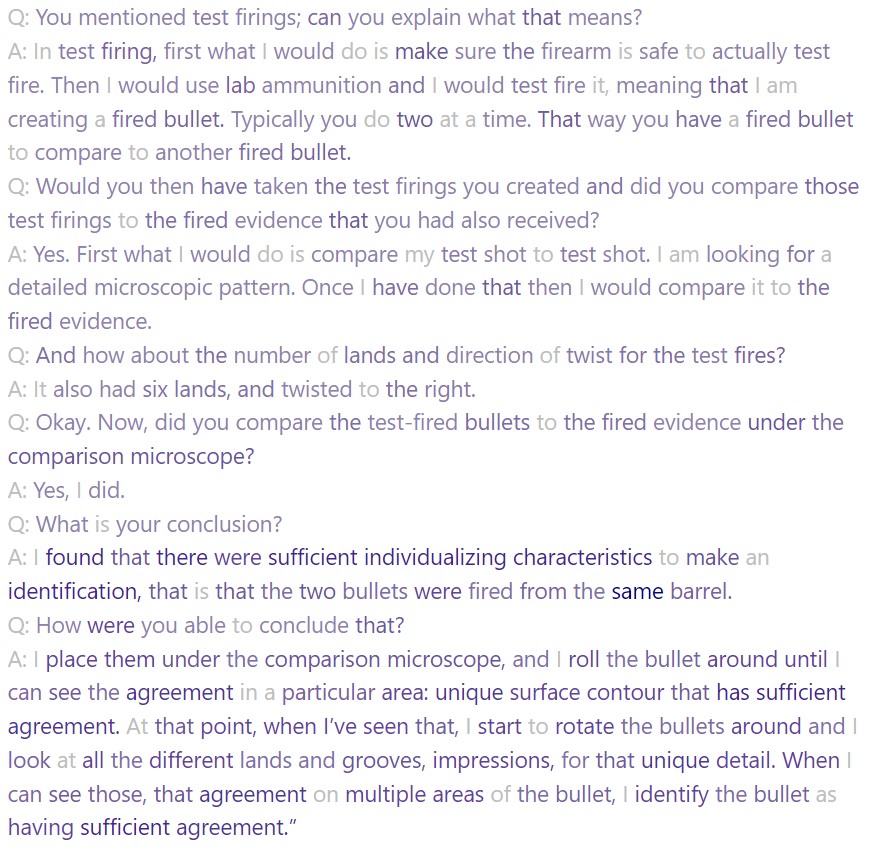 Q: You mentioned test firings; can you explain what that means?
A: In test firing, first what I would do is make sure the firearm is safe to actually test
fire. Then I would use lab ammunition and I would test fire it, meaning that I am
creating a fired bullet. Typically you do two at a time. That way you have a fired bullet
to compare to another fired bullet.
Q: Would you then have taken the test firings you created and did you compare those
test firings to the fired evidence that you had also received?
A: Yes. First what I would do is compare my test shot to test shot. I am looking for a
detailed microscopic pattern. Once I have done that then I would compare it to the
fired evidence.
Q: And how about the number of lands and direction of twist for the test fires?
A: It also had six lands, and twisted to the right.
Q: Okay. Now, did you compare the test-fired bullets to the fired evidence under the
comparison microscope?
A: Yes, I did.
Q: What is your conclusion?
A: I found that there were sufficient individualizing characteristics to make an
identification, that is that the two bullets were fired from the same barrel.
Q: How were you able to conclude that?
A: I place them under the comparison microscope, and I roll the bullet around until I
can see the agreement in a particular area: unique surface contour that has sufficient
agreement. At that point, when I’ve seen that, I start to rotate the bullets around and I
look at all the different lands and grooves, impressions, for that unique detail. When I
can see those, that agreement on multiple areas of the bullet, I identify the bullet as
having sufficient agreement.”